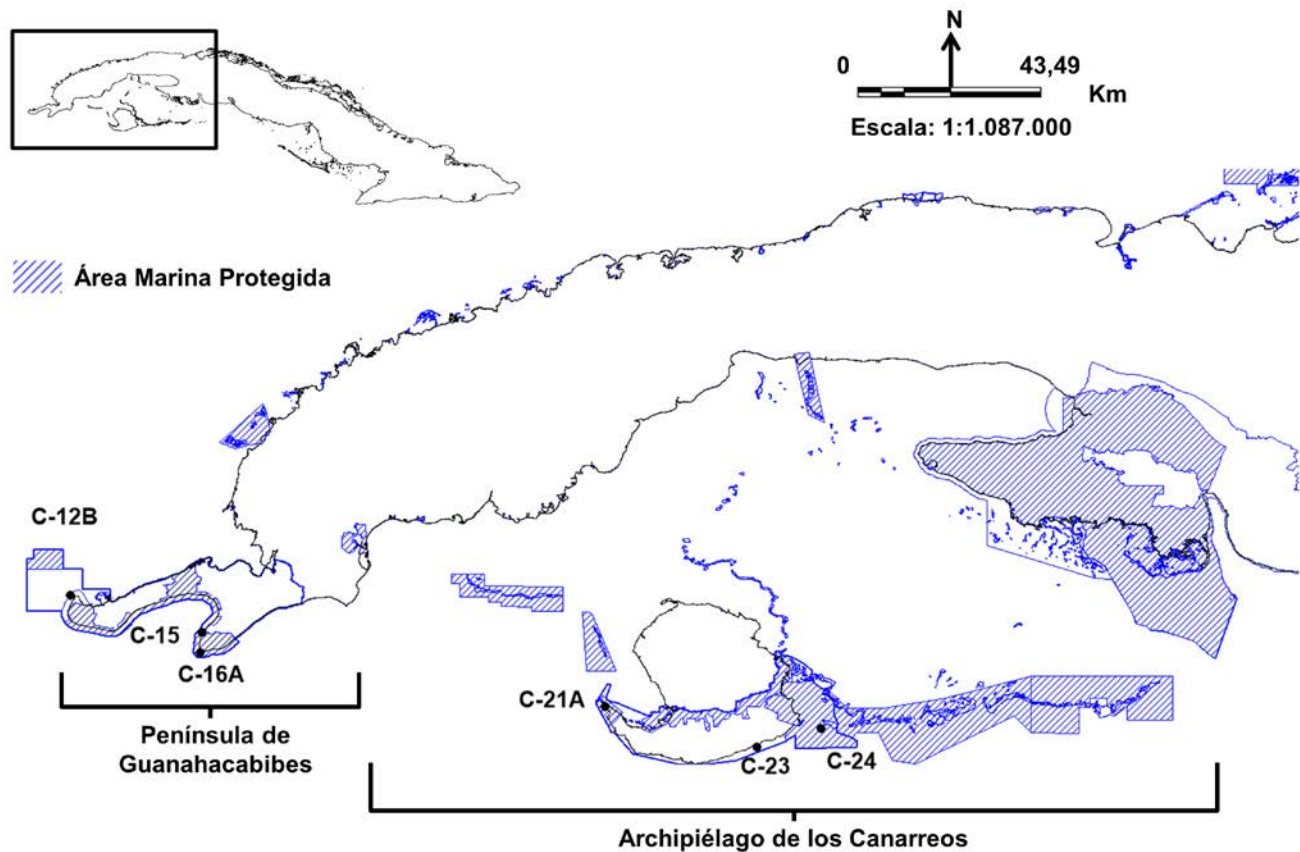 N
0 43,49
Km
Escala: 1:1.087.000
Área Marina Protegida
C-12B
C-15
C-16A
C-21A
C-23
C-24
Península de
Guanahacabibes
Archipiélago de los Canarreos